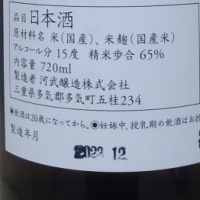 品目 日本酒
原材料名 米(国産)、米麹(国産米)
アルコール分 15度 精米歩合 65%
内容量 720ml
製造者 河武醸造株式会社
三重県多気郡多気町五桂234
●飲酒は20歳になってから。●妊娠中、授乳期の飲酒はお控
製造年月
2023.12